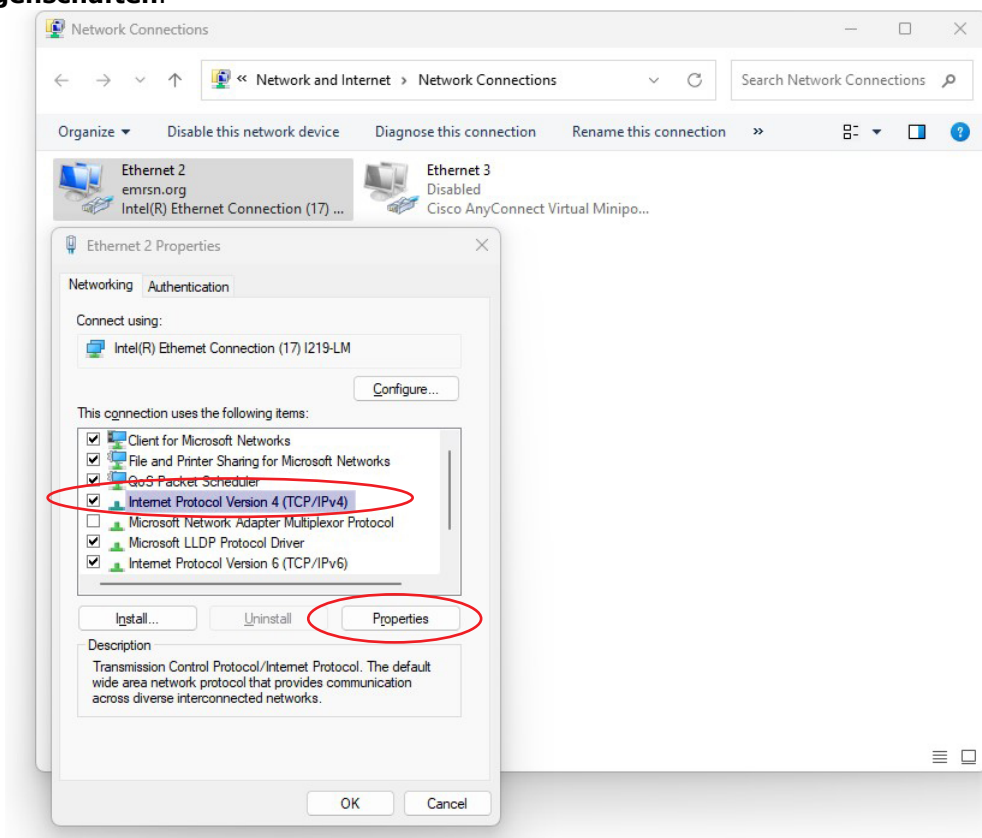 genschaften.
Network Connections
« Network and Internet > Network Connections
Search Network Connections
Organize
Disable this network device
Diagnose this connection
Rename this connection
»
Ethernet 2
emrsn.org
Intel(R) Ethernet Connection (17) ...
Ethernet 3
Disabled
Cisco AnyConnect Virtual Minipo...
Ethernet 2 Properties
Networking
Authentication
Connect using:
Intel(R) Ethernet Connection (17) I219-LM
Configure...
This connection uses the following items:
Client for Microsoft Networks
File and Printer Sharing for Microsoft Networks
QoS Packet Scheduler
Internet Protocol Version 4 (TCP/IPv4)
Microsoft Network Adapter Multiplexor Protocol
Microsoft LLDP Protocol Driver
Internet Protocol Version 6 (TCP/IPv6)
Install...
Uninstall
Properties
Description
Transmission Control Protocol/Internet Protocol. The default
wide area network protocol that provides communication
across diverse interconnected networks.
OK
Cancel